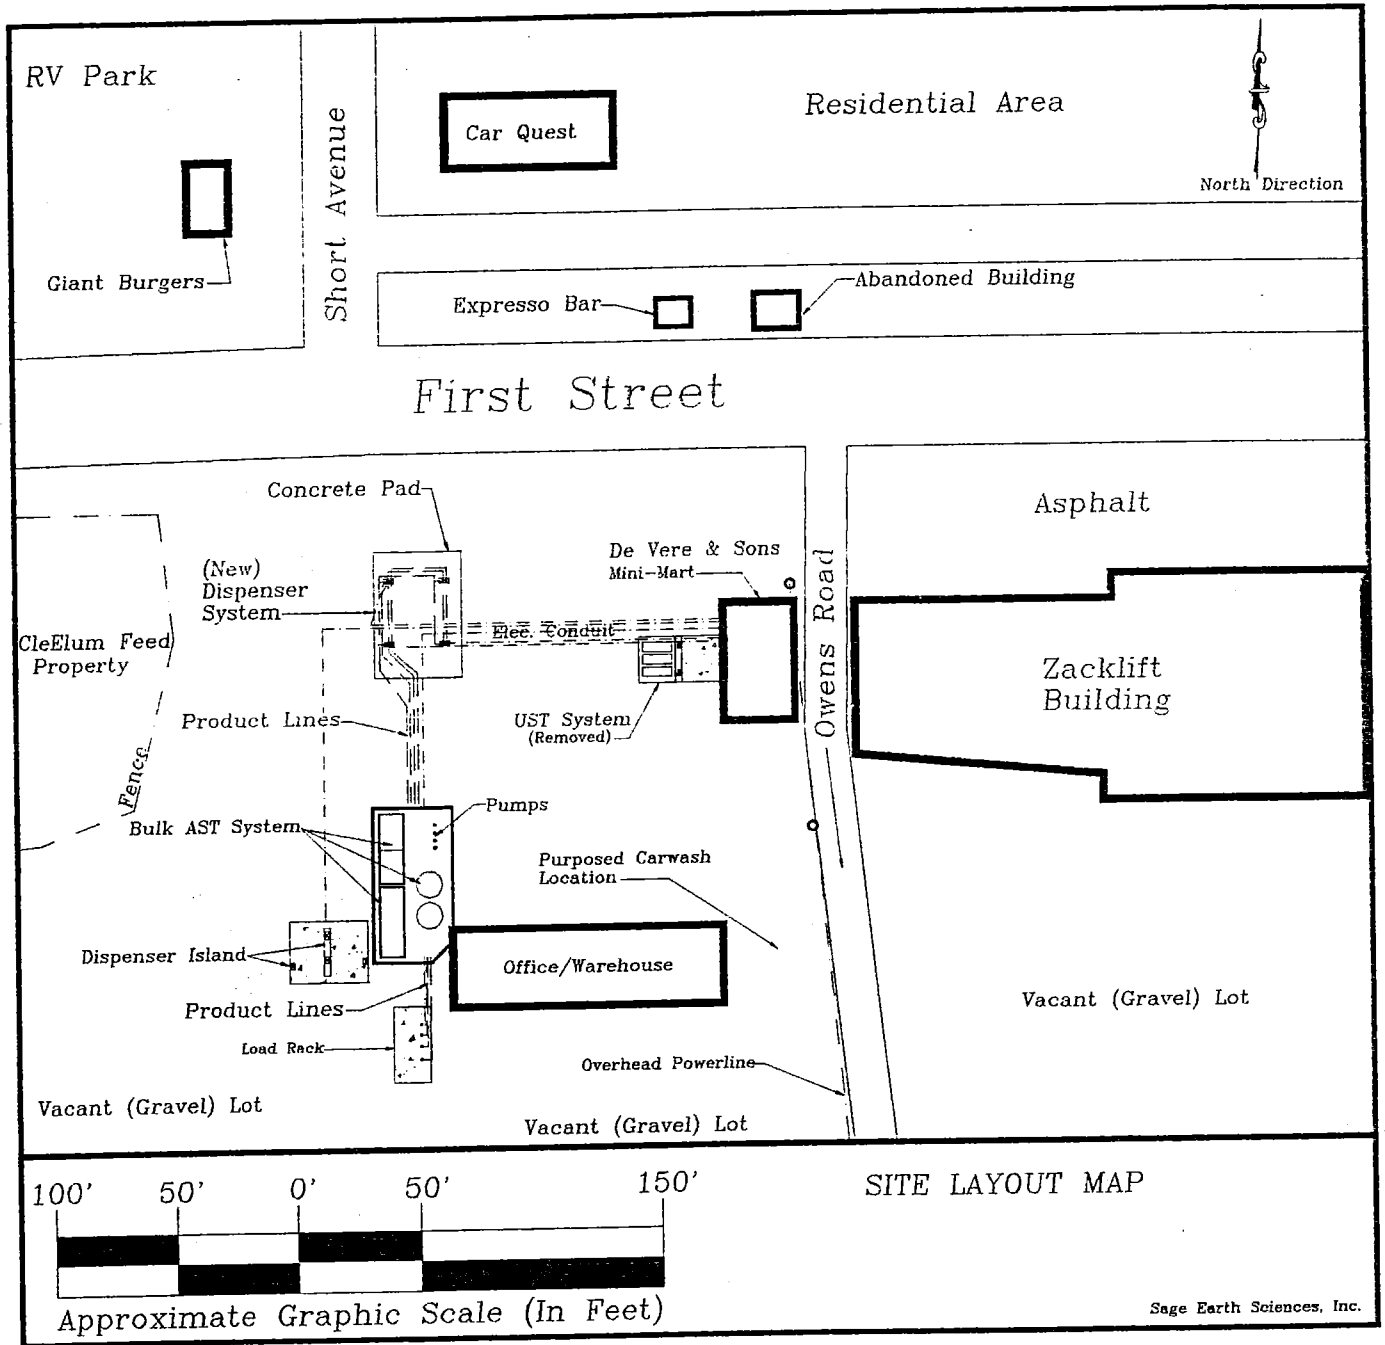 RV Park
Car Quest
Residential Area
North Direction
Short Avenue
Giant Burgers
Expresso Bar
Abandoned Building
First Street
Concrete Pad
Asphalt
(New)
Dispenser
System
De Vere & Sons
Mini-Mart
Elec. Conduit
CleElum Feed
Property
Owens Road
Zacklift
Building
Product Lines
UST System
(Removed)
Fence
Pumps
Bulk AST System
Purposed Carwash
Location
Dispenser Island
Office/Warehouse
Product Lines
Vacant (Gravel) Lot
Load Rack
Overhead Powerline
Vacant (Gravel) Lot
Vacant (Gravel) Lot
100' 50' 0' 50' 150'
SITE LAYOUT MAP
Approximate Graphic Scale (In Feet)
Sage Earth Sciences, Inc.